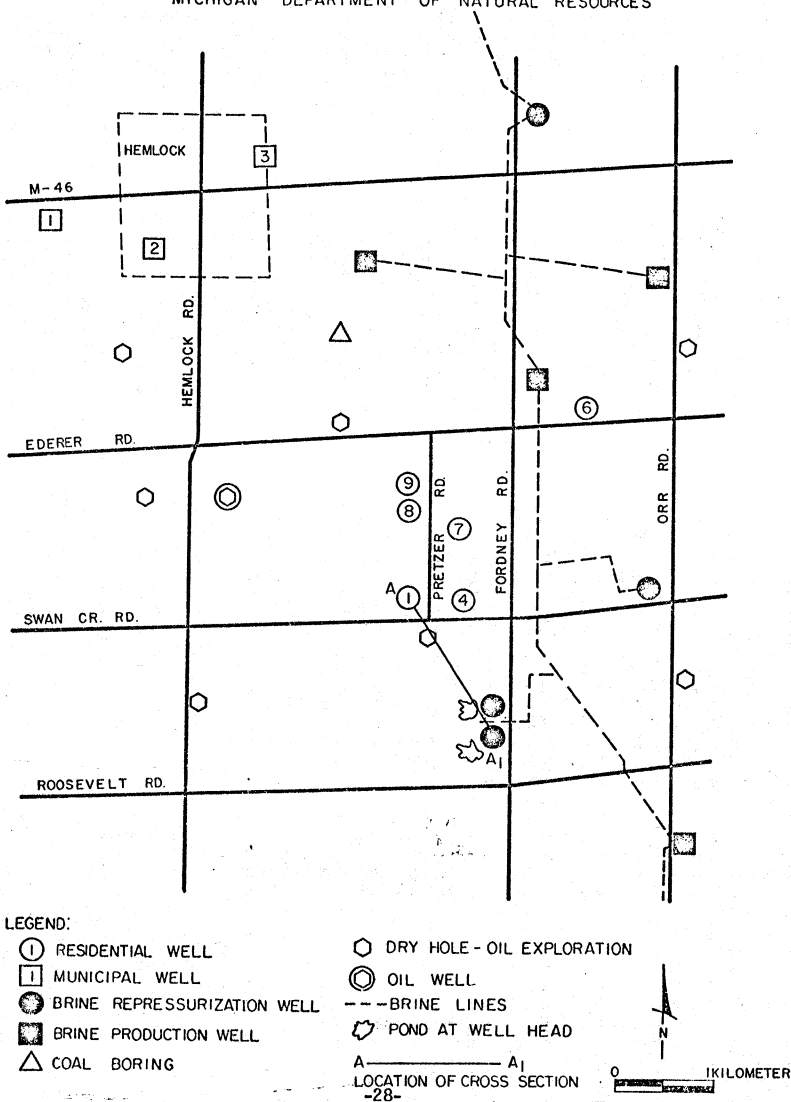 MICHIGAN DEPARTMENT OF NATURAL RESOURCES
HEMLOCK
3
M-46
1
2
HEMLOCK RD.
6
EDERER RD.
9
8
7
PRETZER RD.
FORDNEY RD.
ORR RD.
A
1
4
SWAN CR. RD.
A1
ROOSEVELT RD.
LEGEND:
1 RESIDENTIAL WELL
1 MUNICIPAL WELL
BRINE REPRESSURIZATION WELL
BRINE PRODUCTION WELL
COAL BORING
DRY HOLE - OIL EXPLORATION
OIL WELL
BRINE LINES
POND AT WELL HEAD
A A1
LOCATION OF CROSS SECTION
N
0 1KILOMETER
-28-